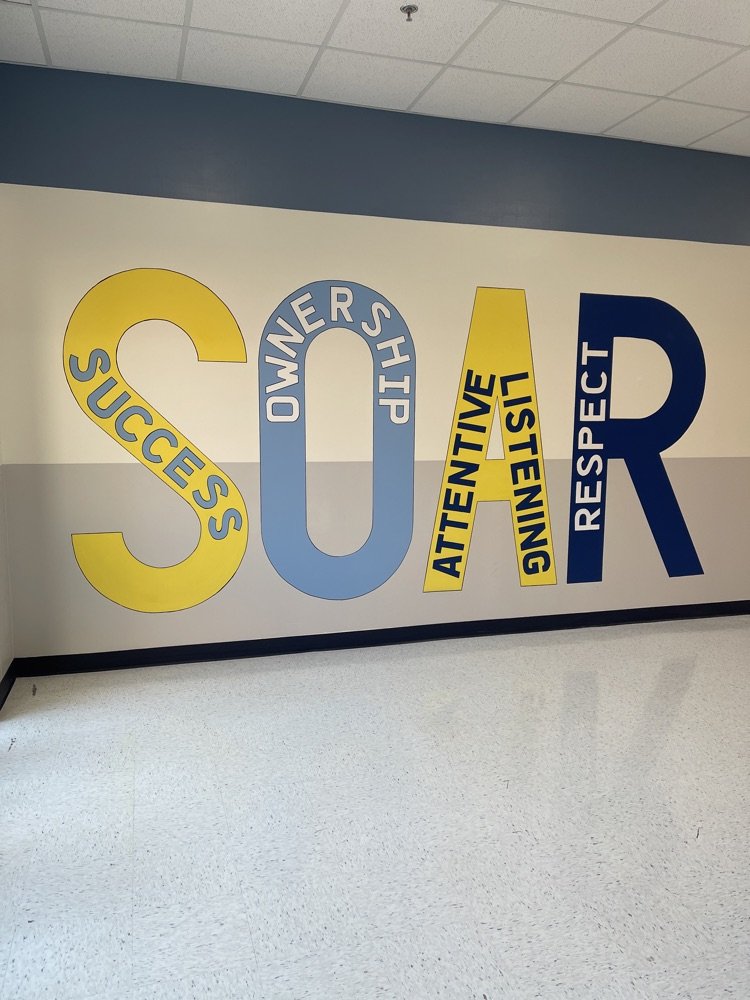 SOAR
SUCCESS
OWNERSHIP
ATTENTIVE
LISTENING
RESPECT